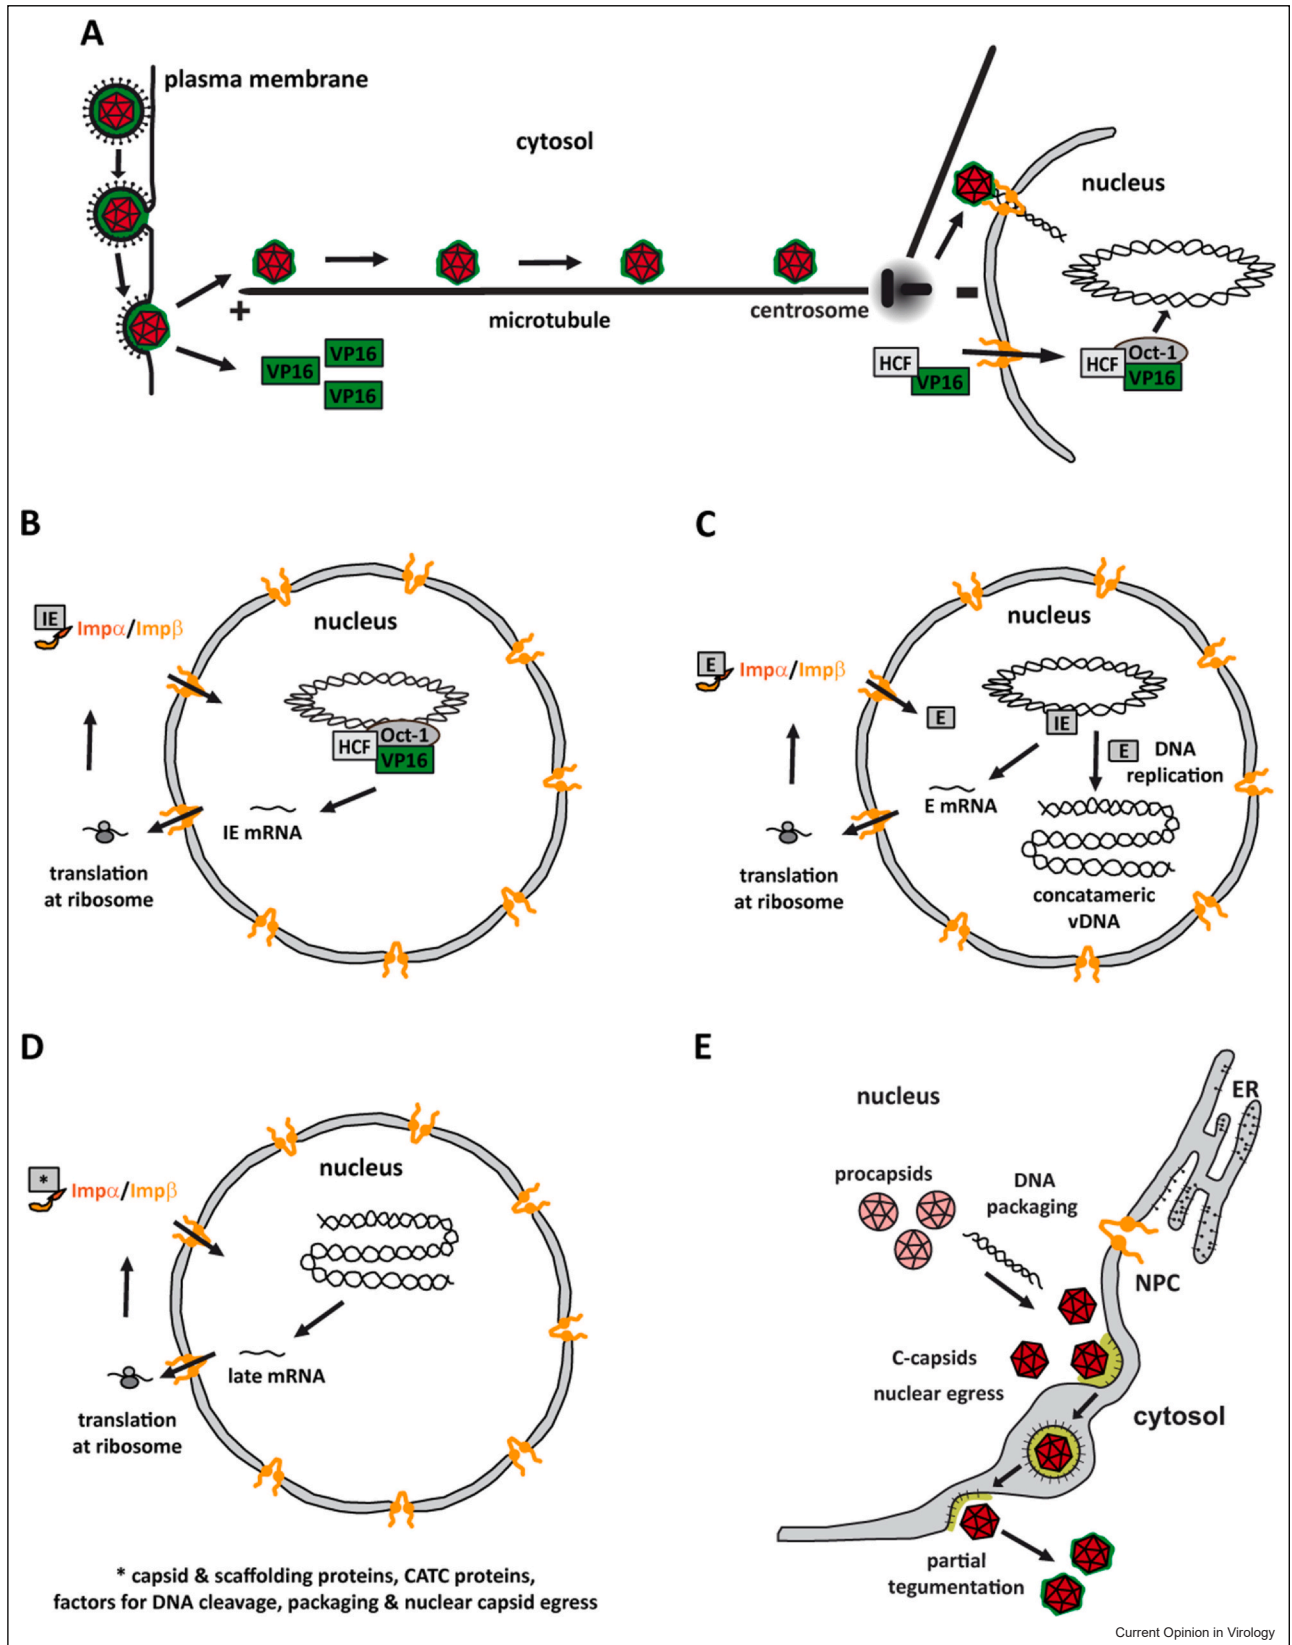 A
plasma membrane
cytosol
nucleus
+
microtubule
centrosome
VP16
VP16
VP16
HCF
VP16
HCF
Oct-1
VP16
B
nucleus
IE
Impα/Impβ
Oct-1
HCF
VP16
IE mRNA
translation
at ribosome
C
nucleus
E
Impα/Impβ
E
IE
E
DNA
replication
E mRNA
translation
at ribosome
concatameric
vDNA
D
nucleus
*
Impα/Impβ
late mRNA
translation
at ribosome
* capsid & scaffolding proteins, CATC proteins,
factors for DNA cleavage, packaging & nuclear capsid egress
E
nucleus
ER
procapsids
DNA
packaging
NPC
C-capsids
nuclear egress
cytosol
partial
tegumentation
Current Opinion in Virology